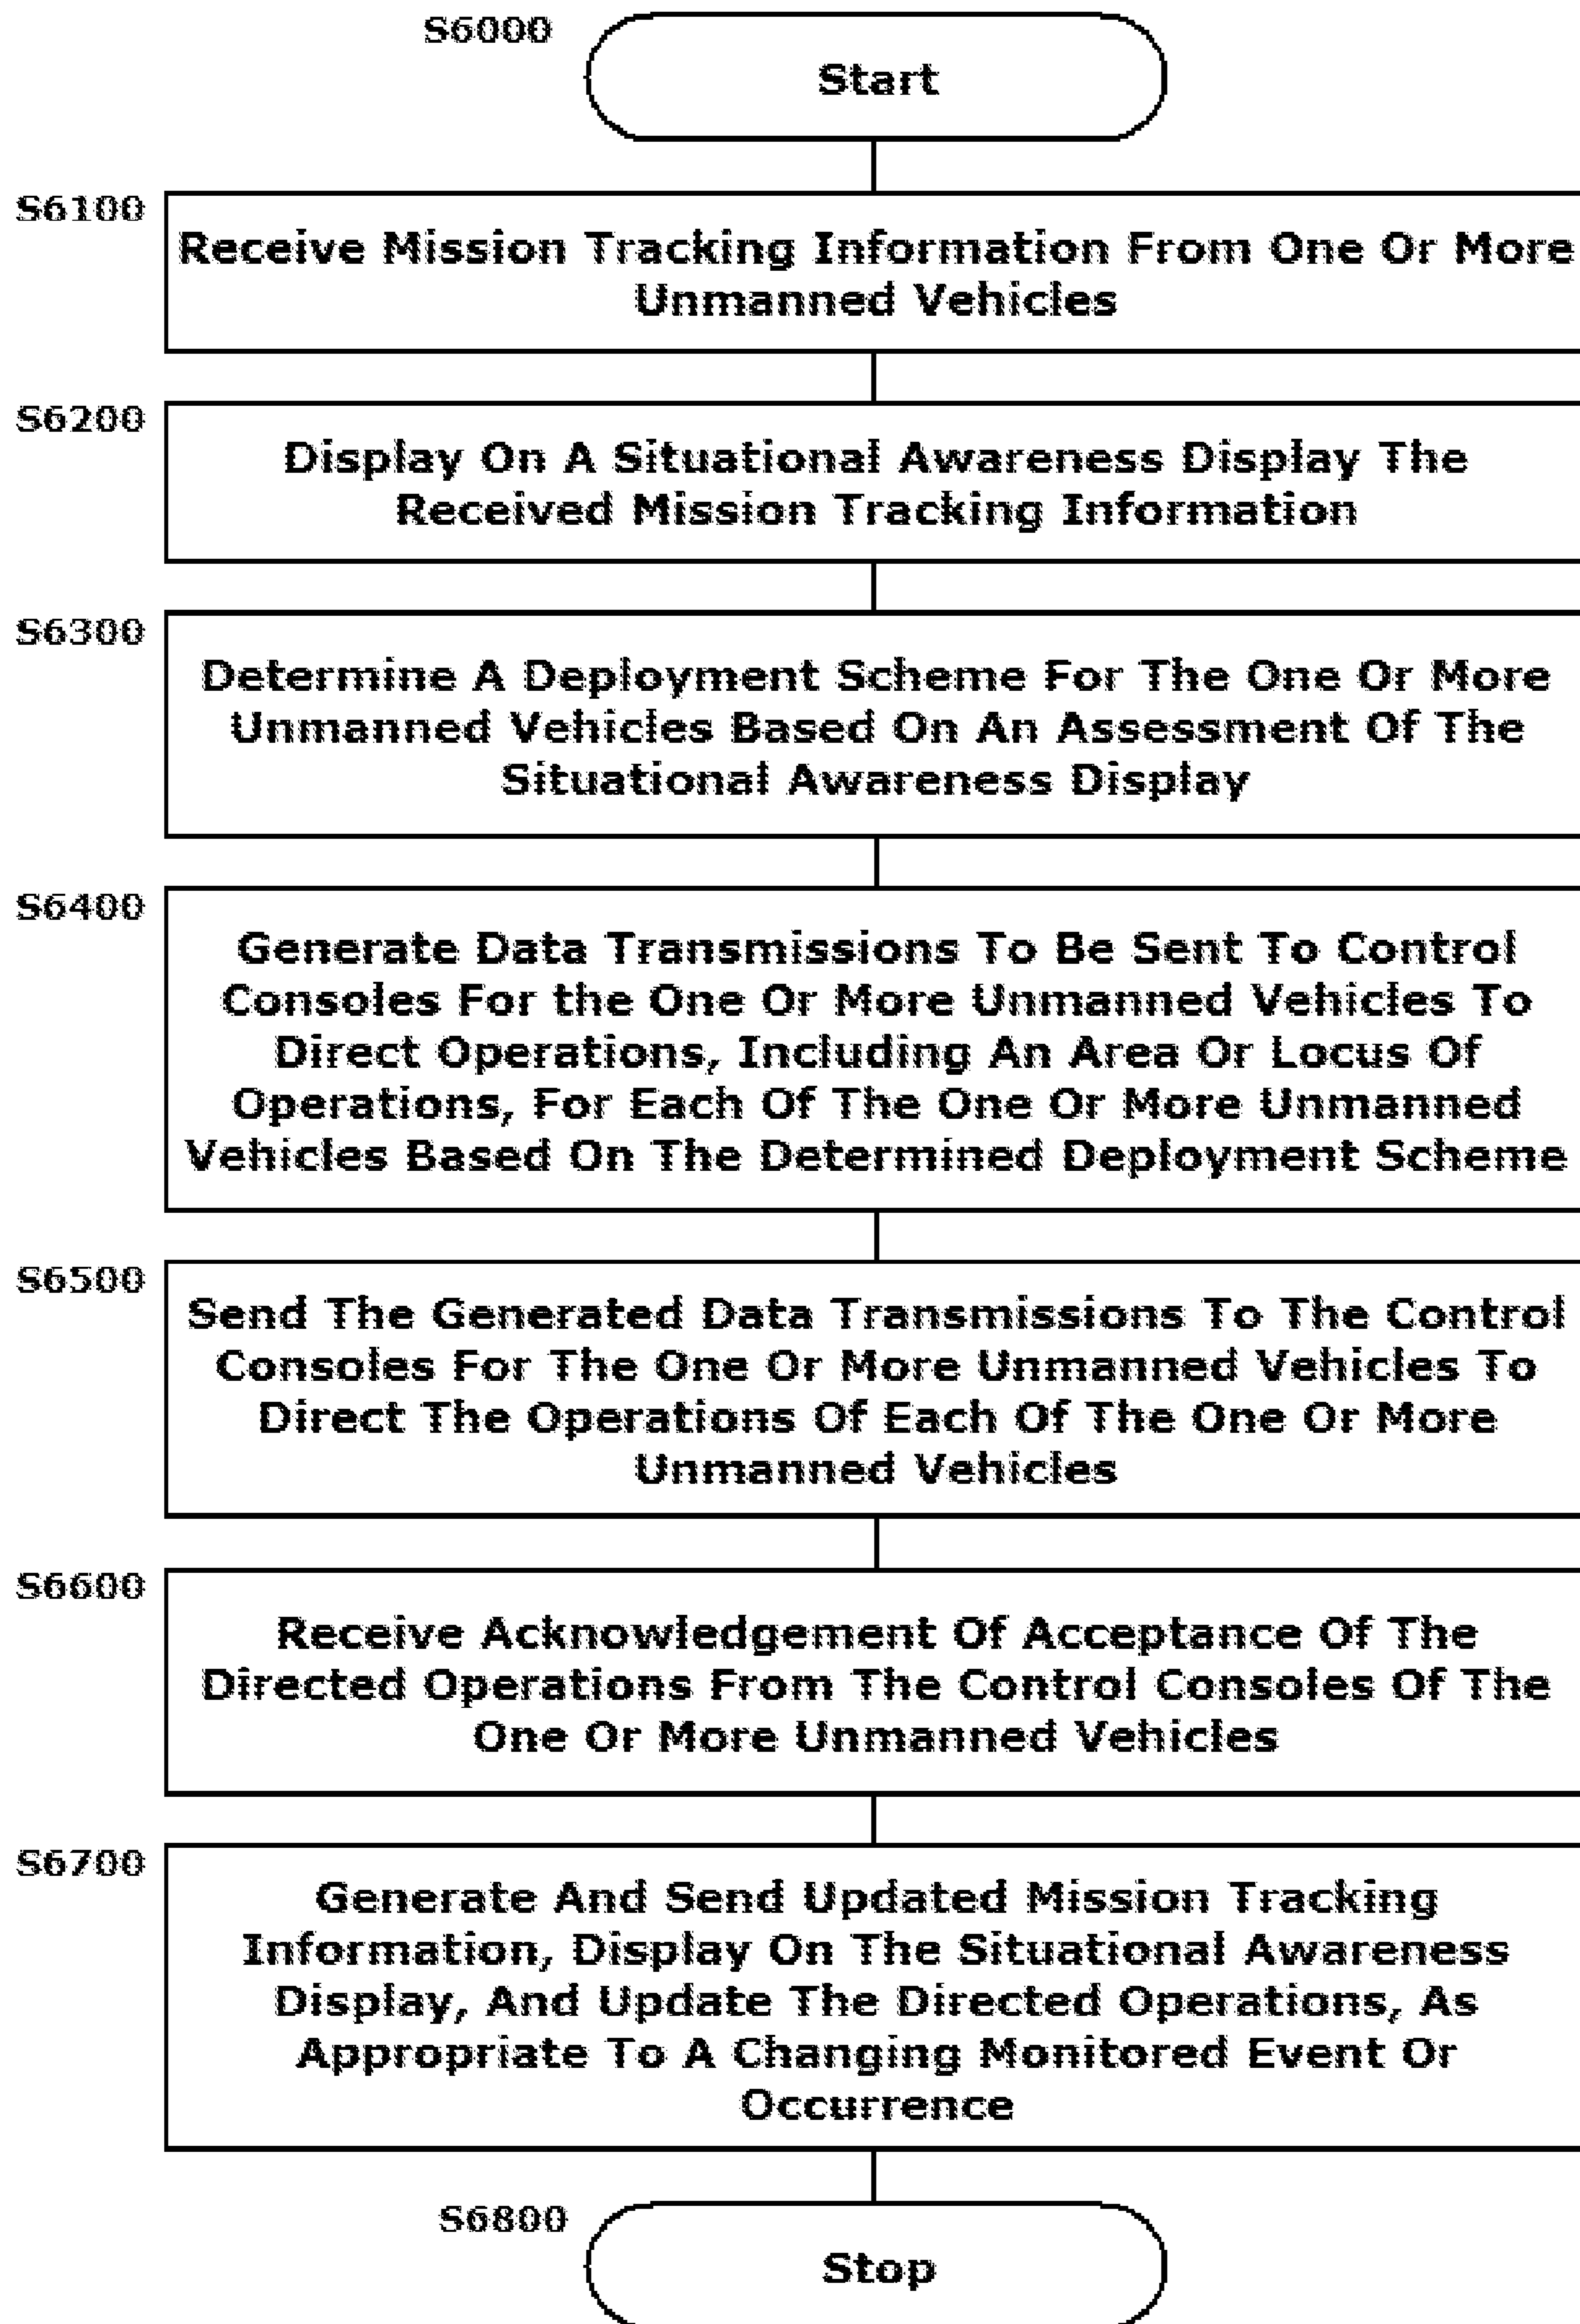 S6000
Start
S6100
Receive Mission Tracking Information From One Or More
Unmanned Vehicles
S6200
Display On A Situational Awareness Display The
Received Mission Tracking Information
S6300
Determine A Deployment Scheme For The One Or More
Unmanned Vehicles Based On An Assessment Of The
Situational Awareness Display
S6400
Generate Data Transmissions To Be Sent To Control
Consoles For the One Or More Unmanned Vehicles To
Direct Operations, Including An Area Or Locus Of
Operations, For Each Of The One Or More Unmanned
Vehicles Based On The Determined Deployment Scheme
S6500
Send The Generated Data Transmissions To The Control
Consoles For The One Or More Unmanned Vehicles To
Direct The Operations Of Each Of The One Or More
Unmanned Vehicles
S6600
Receive Acknowledgement Of Acceptance Of The
Directed Operations From The Control Consoles Of The
One Or More Unmanned Vehicles
S6700
Generate And Send Updated Mission Tracking
Information, Display On The Situational Awareness
Display, And Update The Directed Operations, As
Appropriate To A Changing Monitored Event Or
Occurrence
S6800
Stop